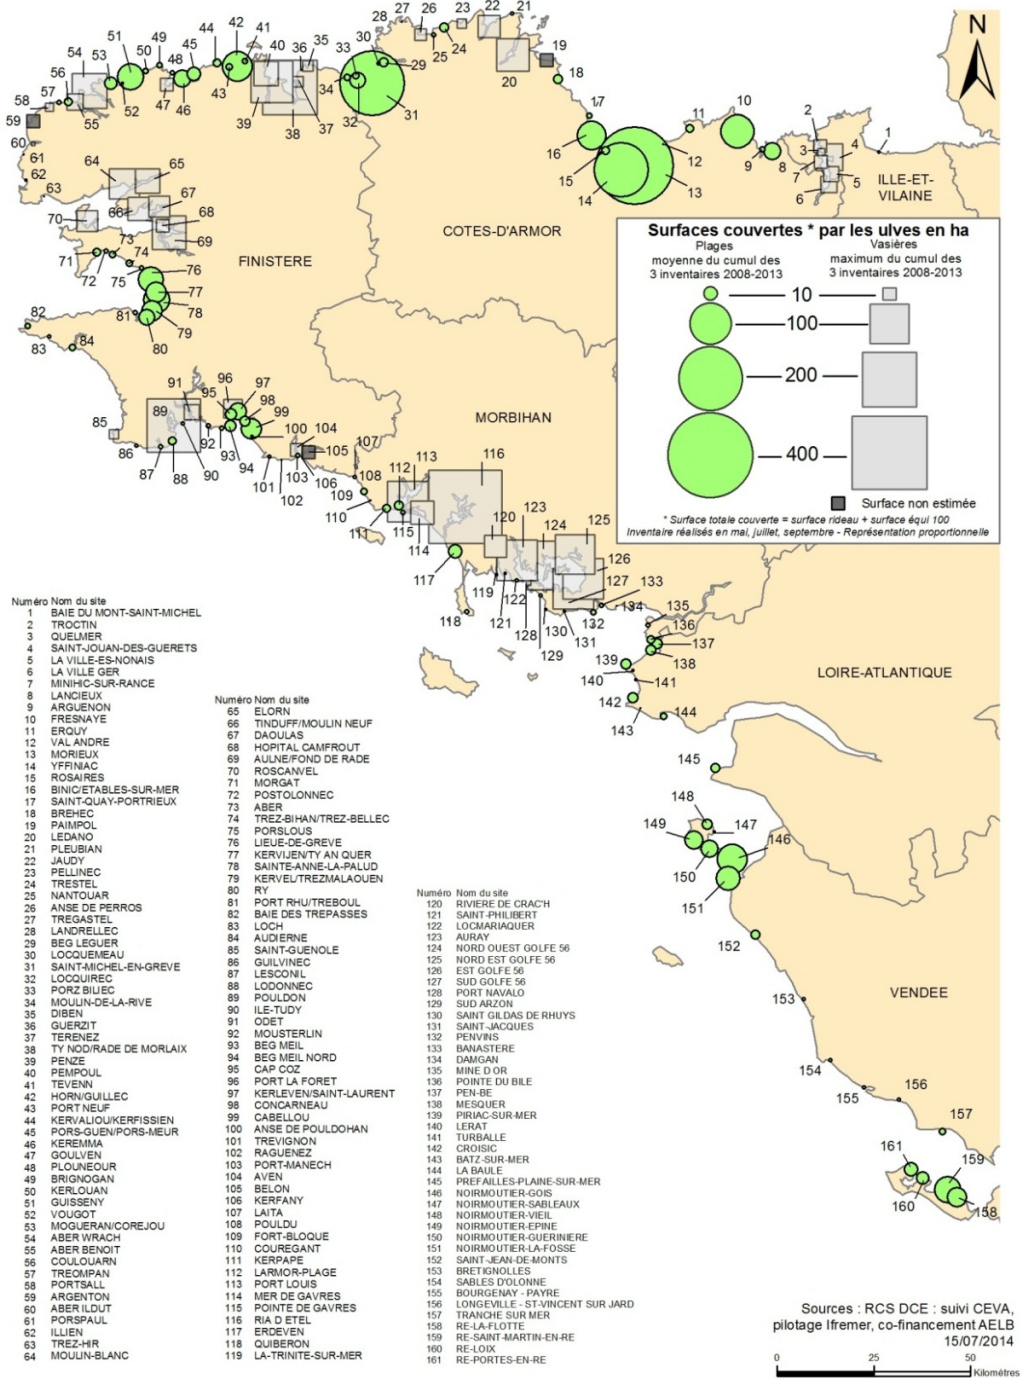 N
ILLE-ET-
VILAINE
COTES-D'ARMOR
FINISTERE
MORBIHAN
LOIRE-ATLANTIQUE
VENDEE
Surfaces couvertes * par les ulves en ha
Plages
moyenne du cumul des
3 inventaires 2008-2013
Vasières
maximum du cumul des
3 inventaires 2008-2013
10
100
200
400
Surface non estimée
* Surface totale couverte = surface rideau + surface équi 100
Inventaire réalisés en mai, juillet, septembre - Représentation proportionnelle
Numéro Nom du site
1 BAIE DU MONT-SAINT-MICHEL
2 TROCTIN
3 QUELMER
4 SAINT-JOUAN-DES-GUERETS
5 LA VILLE-ES-NONAIS
6 LA VILLE GER
7 MINIHIC-SUR-RANCE
8 LANCIEUX
9 ARGUENON
10 FRESNAYE
11 ERQUY
12 VAL ANDRE
13 MORIEUX
14 YFFINIAC
15 ROSAIRES
16 BINIC/ETABLES-SUR-MER
17 SAINT-QUAY-PORTRIEUX
18 BREHEC
19 PAIMPOL
20 LEDANO
21 PLEUBIAN
22 JAUDY
23 PELLINEC
24 TRESTEL
25 NANTOUAR
26 ANSE DE PERROS
27 TREGASTEL
28 LANDRELLEC
29 BEG LEGUER
30 LOCQUEMEAU
31 SAINT-MICHEL-EN-GREVE
32 LOCQUIREC
33 PORZ BILIEC
34 MOULIN-DE-LA-RIVE
35 DIBEN
36 GUERZIT
37 TERENEZ
38 TY NOD/RADE DE MORLAIX
39 PENZE
40 PEMPOUL
41 TEVENN
42 HORN/GUILLEC
43 PORT NEUF
44 KERVALIOU/KERFISSIEN
45 PORS-GUEN/PORS-MEUR
46 KEREMMA
47 GOULVEN
48 PLOUNEOUR
49 BRIGNOGAN
50 KERLOUAN
51 GUISSENY
52 VOUGOT
53 MOGUERAN/COREJOU
54 ABER WRACH
55 ABER BENOIT
56 COULOUARN
57 TREOMPAN
58 PORTSALL
59 ARGENTON
60 ABER ILDUT
61 PORSPAUL
62 ILLIEN
63 TREZ-HIR
64 MOULIN-BLANC
Numéro Nom du site
65 ELORN
66 TINDUFF/MOULIN NEUF
67 DAOULAS
68 HOPITAL CAMFROUT
69 AULNE/FOND DE RADE
70 ROSCANVEL
71 MORGAT
72 POSTOLONNEC
73 ABER
74 TREZ-BIHAN/TREZ-BELLEC
75 PORSLOUS
76 LIEUE-DE-GREVE
77 KERVIJEN/TY AN QUER
78 SAINTE-ANNE-LA-PALUD
79 KERVEL/TREZMALAOUEN
80 RY
81 PORT RHU/TREBOUL
82 BAIE DES TREPASSES
83 LOCH
84 AUDIERNE
85 SAINT-GUENOLE
86 GUILVINEC
87 LESCONIL
88 LODONNEC
89 POULDON
90 ILE-TUDY
91 ODET
92 MOUSTERLIN
93 BEG MEIL
94 BEG MEIL NORD
95 CAP COZ
96 PORT LA FORET
97 KERLEVEN/SAINT-LAURENT
98 CONCARNEAU
99 CABELLOU
100 ANSE DE POULDOHAN
101 TREVIGNON
102 RAGUENEZ
103 PORT-MANECH
104 AVEN
105 BELON
106 KERFANY
107 LAITA
108 POULDU
109 FORT-BLOQUE
110 COUREGANT
111 KERPAPE
112 LARMOR-PLAGE
113 PORT LOUIS
114 MER DE GAVRES
115 POINTE DE GAVRES
116 RIA D ETEL
117 ERDEVEN
118 QUIBERON
119 LA-TRINITE-SUR-MER
Numéro Nom du site
120 RIVIERE DE CRAC'H
121 SAINT-PHILIBERT
122 LOCMARIAQUER
123 AURAY
124 NORD OUEST GOLFE 56
125 NORD EST GOLFE 56
126 EST GOLFE 56
127 SUD GOLFE 56
128 PORT NAVALO
129 SUD ARZON
130 SAINT GILDAS DE RHUYS
131 SAINT-JACQUES
132 PENVINS
133 BANASTERE
134 DAMGAN
135 MINE D OR
136 POINTE DU BILE
137 PEN-BE
138 MESQUER
139 PIRIAC-SUR-MER
140 LERAT
141 TURBALLE
142 CROISIC
143 BATZ-SUR-MER
144 LA BAULE
145 PREFAILLES-PLAINE-SUR-MER
146 NOIRMOUTIER-GOIS
147 NOIRMOUTIER-SABLEAUX
148 NOIRMOUTIER-VIEIL
149 NOIRMOUTIER-EPINE
150 NOIRMOUTIER-GUERINIERE
151 NOIRMOUTIER-LA-FOSSE
152 SAINT-JEAN-DE-MONTS
153 BRETIGNOLLES
154 SABLES D'OLONNE
155 BOURGENAY - PAYRE
156 LONGEVILLE - ST-VINCENT SUR JARD
157 TRANCHE SUR MER
158 RE-LA-FLOTTE
159 RE-SAINT-MARTIN-EN-RE
160 RE-LOIX
161 RE-PORTES-EN-RE
Sources : RCS DCE : suivi CEVA,
pilotage Ifremer, co-financement AELB
15/07/2014
0 25 50
Kilomètres